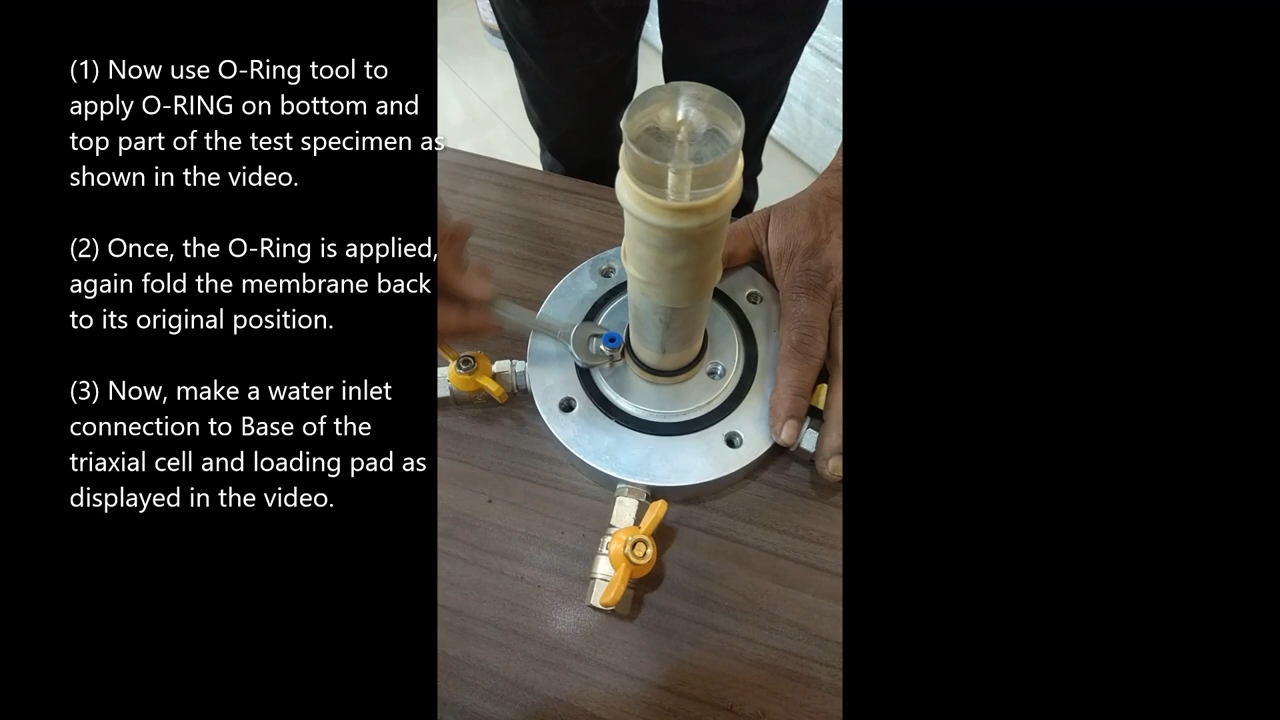 (1) Now use O-Ring tool to
apply O-RING on bottom and
top part of the test specimen as
shown in the video.
(2) Once, the O-Ring is applied,
again fold the membrane back
to its original position.
(3) Now, make a water inlet
connection to Base of the
triaxial cell and loading pad as
displayed in the video.